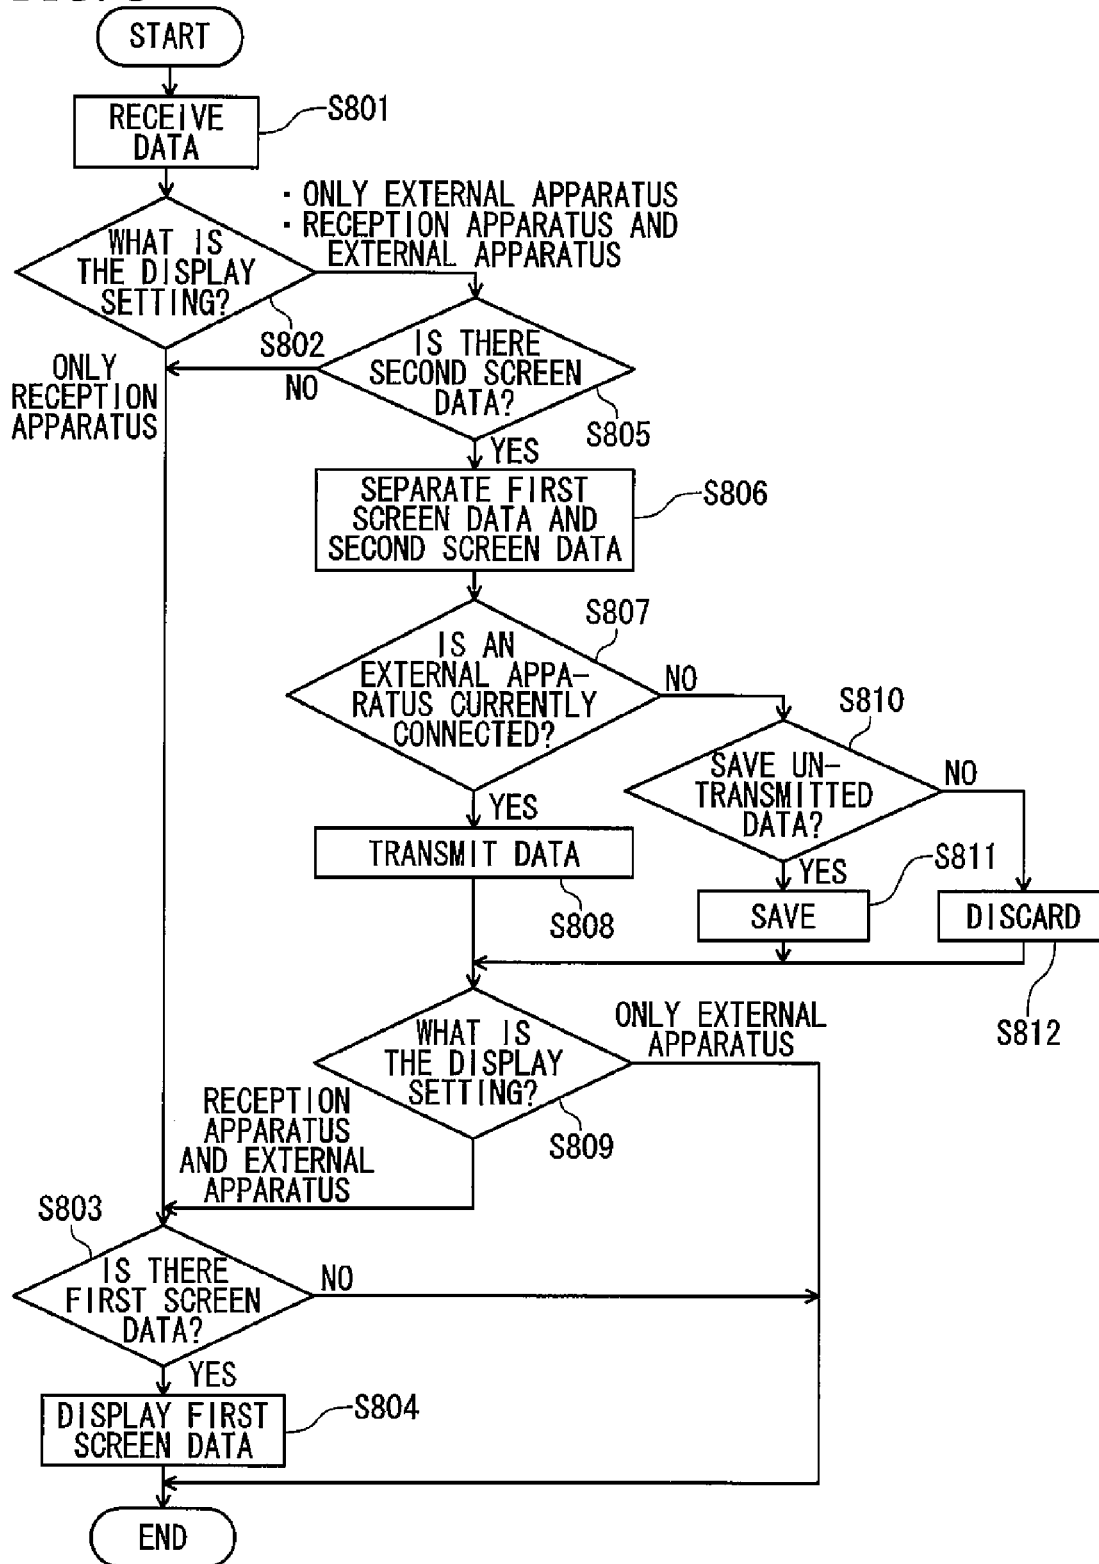 START
RECEIVE
DATA
S801
· ONLY EXTERNAL APPARATUS
· RECEPTION APPARATUS AND
EXTERNAL APPARATUS
WHAT IS
THE DISPLAY
SETTING?
S802
ONLY
RECEPTION
APPARATUS
IS THERE
SECOND SCREEN
DATA?
NO
S805
YES
SEPARATE FIRST
SCREEN DATA AND
SECOND SCREEN DATA
S806
S807
IS AN
EXTERNAL APPA-
RATUS CURRENTLY
CONNECTED?
NO
YES
S810
SAVE UN-
TRANSMITTED
DATA?
NO
YES
TRANSMIT DATA
S808
S811
SAVE
DISCARD
S812
WHAT IS
THE DISPLAY
SETTING?
ONLY EXTERNAL
APPARATUS
S809
RECEPTION
APPARATUS
AND EXTERNAL
APPARATUS
S803
IS THERE
FIRST SCREEN
DATA?
NO
YES
DISPLAY FIRST
SCREEN DATA
S804
END